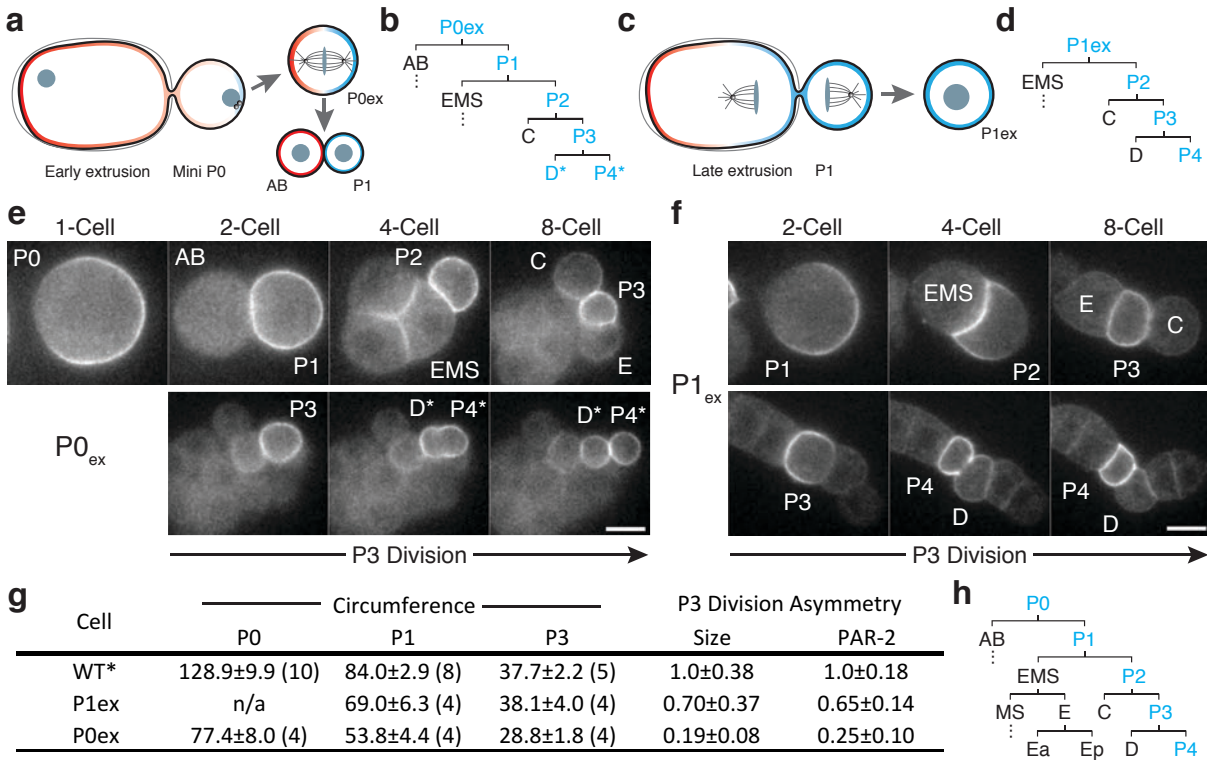 a
Early extrusion
Mini P0
P0ex
AB
P1
b
P0ex
AB
P1
EMS
P2
C
P3
D*
P4*
c
Late extrusion
P1
P1ex
d
P1ex
EMS
P2
C
P3
D
P4
e
1-Cell 2-Cell 4-Cell 8-Cell
P0
AB
P1
P2
EMS
C
P3
E
P0ex
P3
D* P4*
D* P4*
P3 Division
f
2-Cell 4-Cell 8-Cell
P1ex
P1
EMS
P2
E
C
P3
P3
P4
D
P4
D
P3 Division
g
Cell Circumference P3 Division Asymmetry
P0 P1 P3 Size PAR-2
WT* 128.9±9.9 (10) 84.0±2.9 (8) 37.7±2.2 (5) 1.0±0.38 1.0±0.18
P1ex n/a 69.0±6.3 (4) 38.1±4.0 (4) 0.70±0.37 0.65±0.14
P0ex 77.4±8.0 (4) 53.8±4.4 (4) 28.8±1.8 (4) 0.19±0.08 0.25±0.10
h
P0
AB
P1
EMS
P2
MS E C P3
Ea Ep D P4